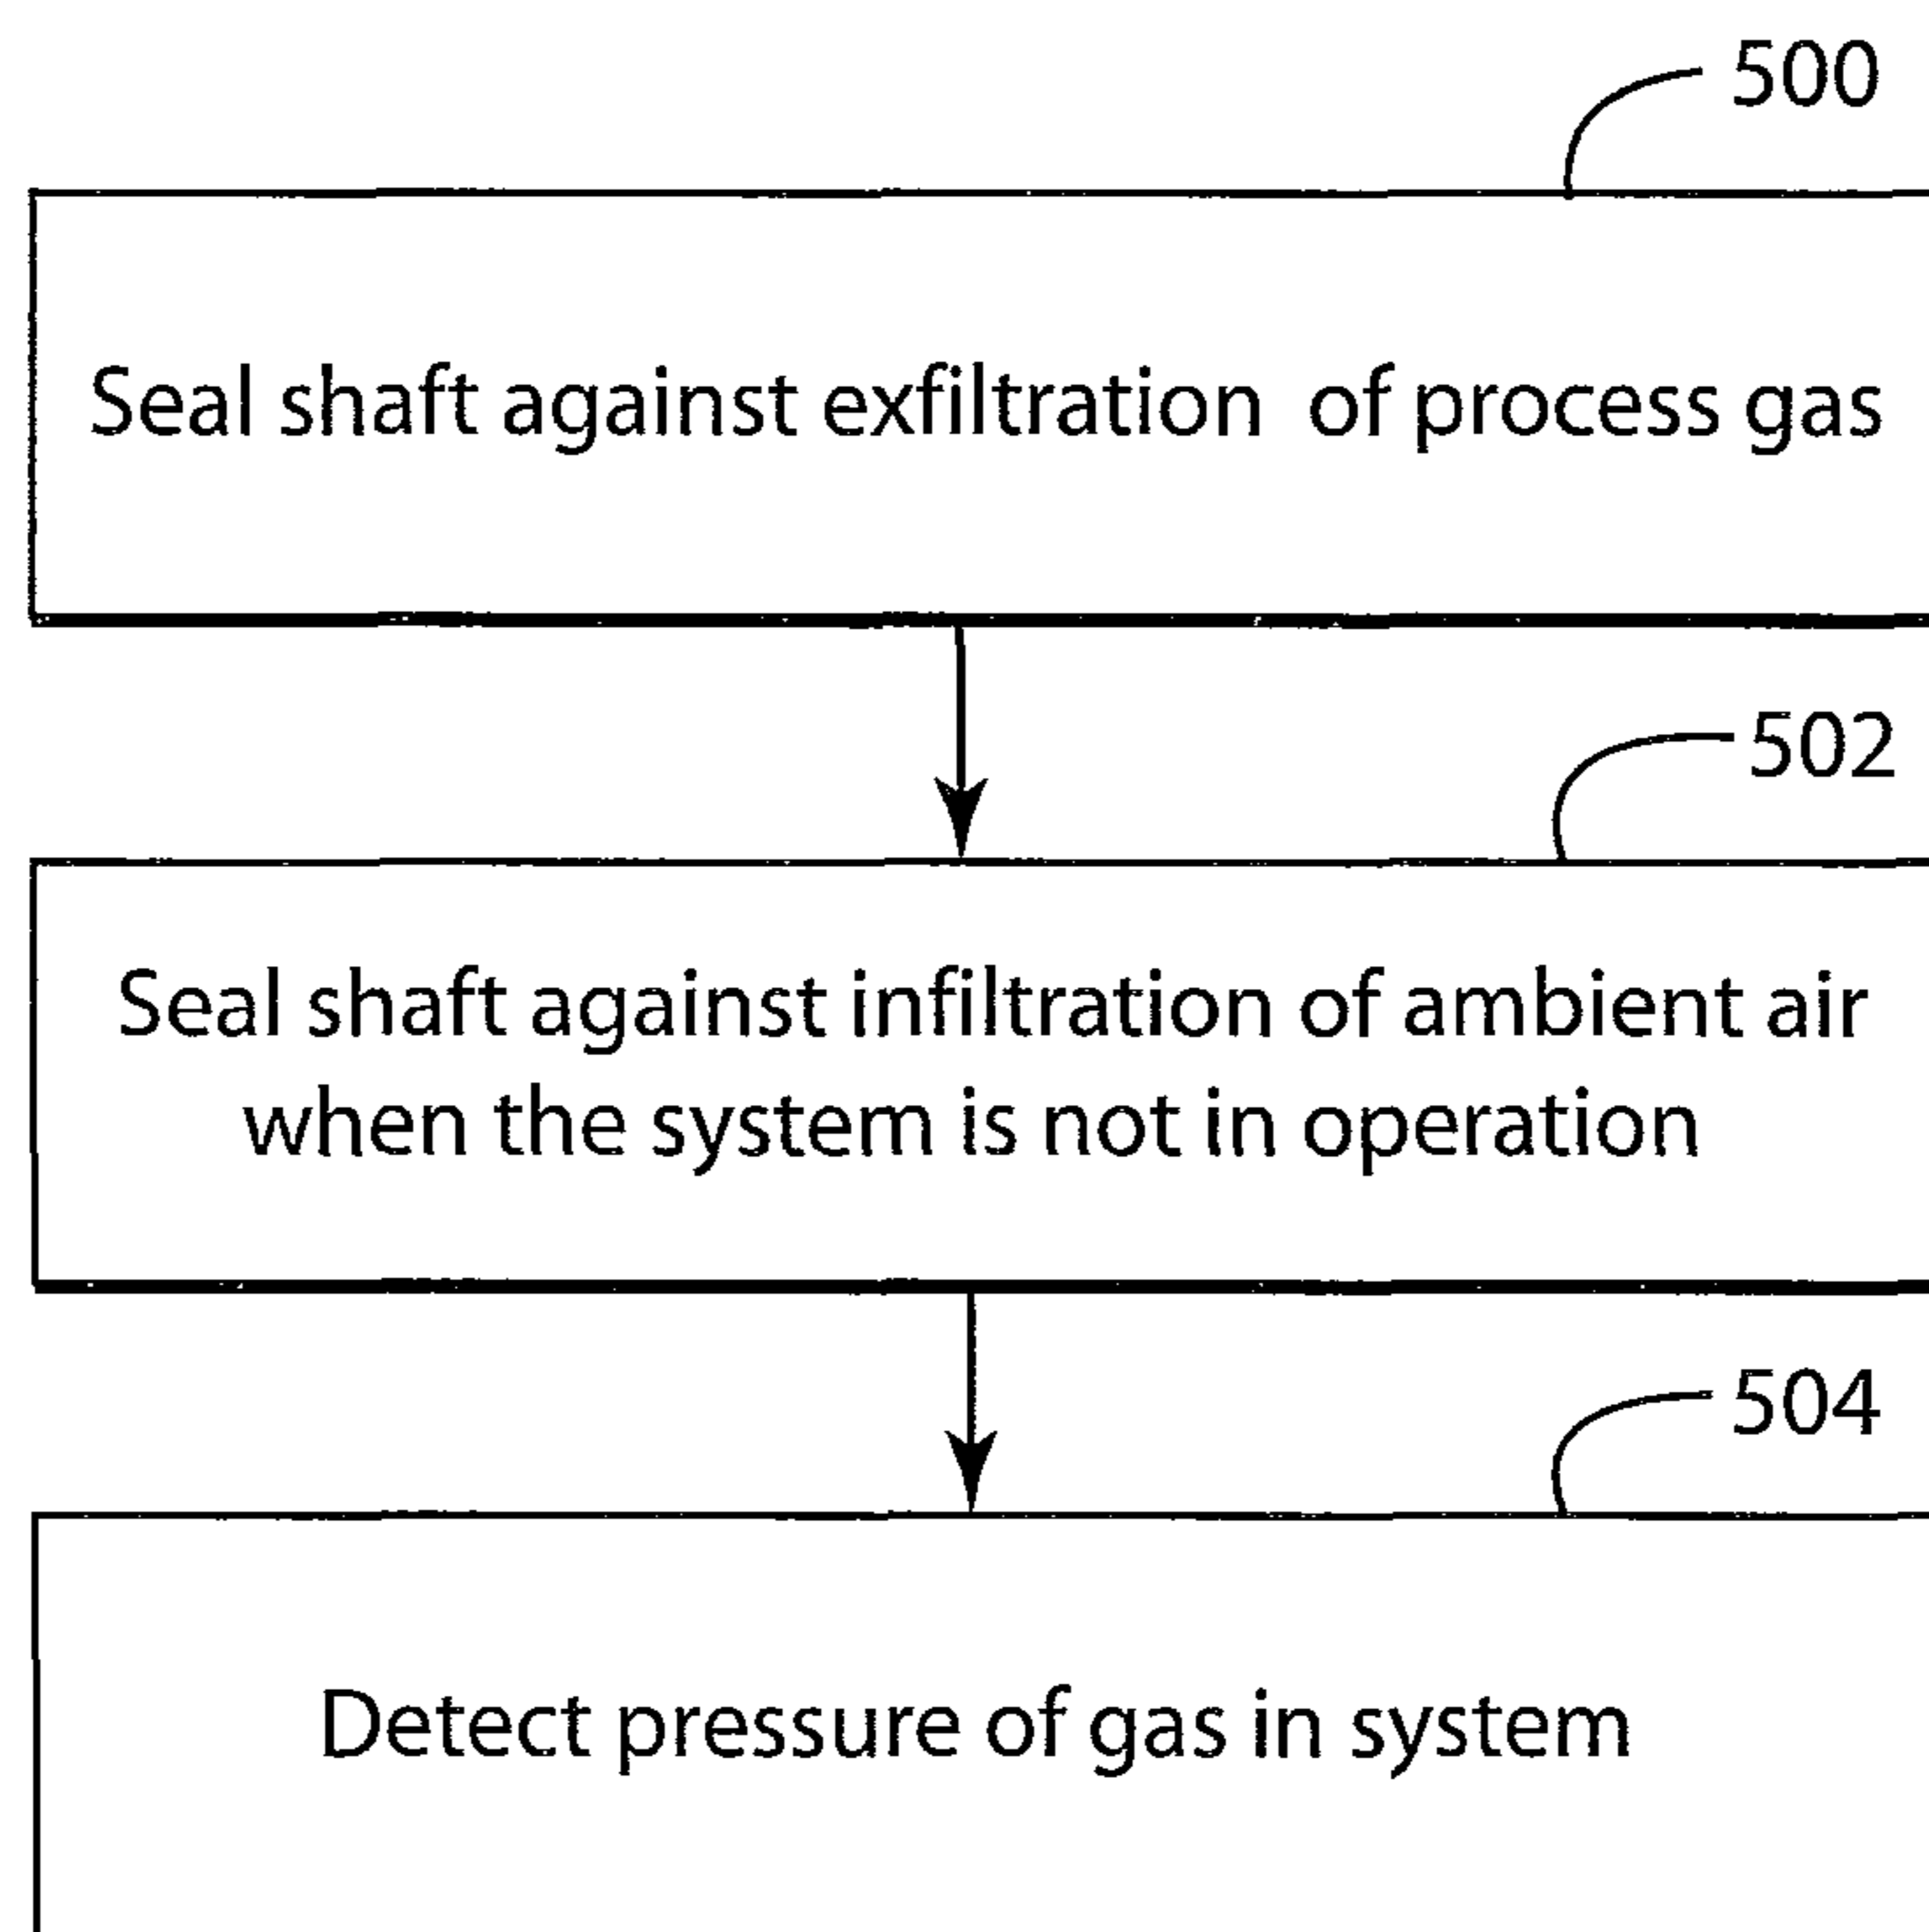 500
Seal shaft against exfiltration of process gas
502
Seal shaft against infiltration of ambient air
when the system is not in operation
504
Detect pressure of gas in system